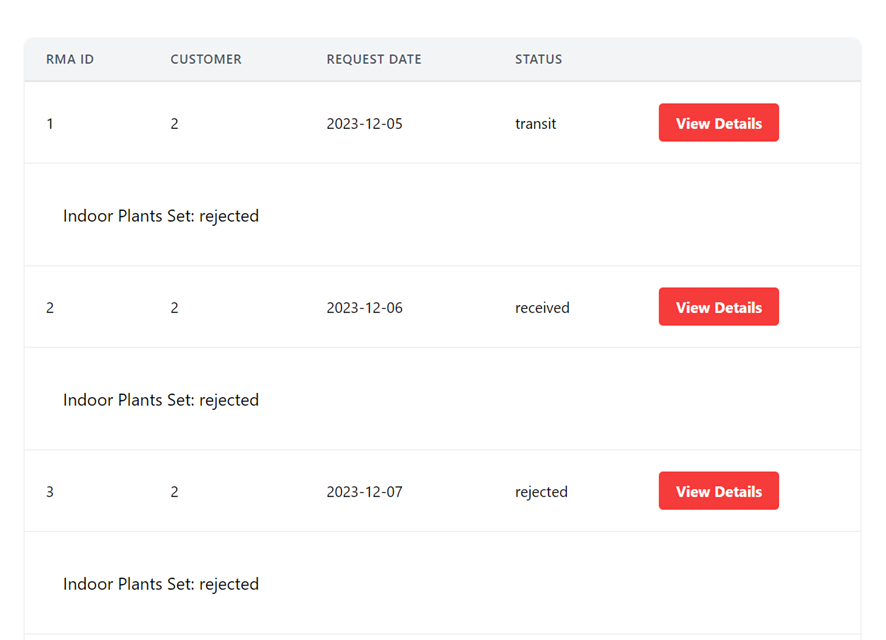 RMA ID CUSTOMER REQUEST DATE STATUS
1 2 2023-12-05 transit View Details
Indoor Plants Set: rejected
2 2 2023-12-06 received View Details
Indoor Plants Set: rejected
3 2 2023-12-07 rejected View Details
Indoor Plants Set: rejected